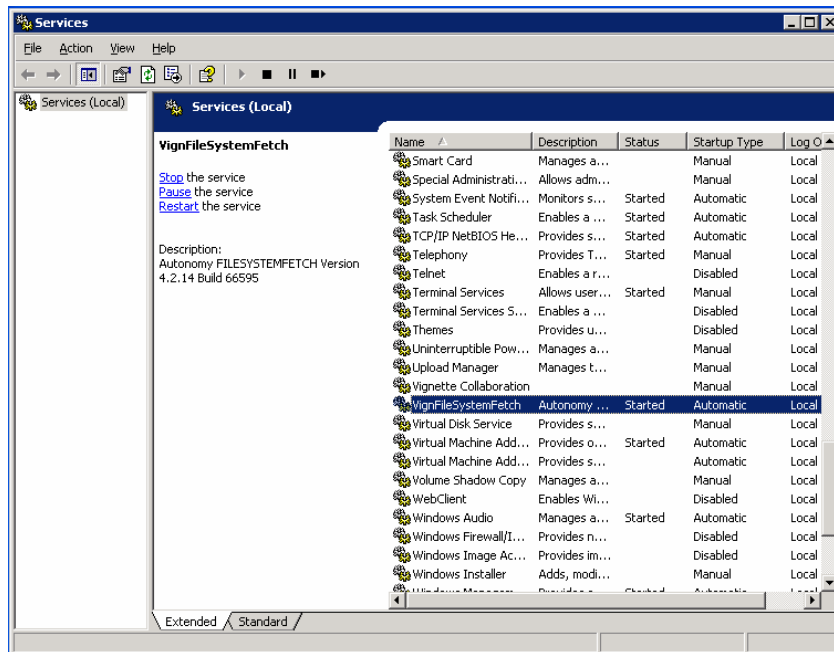 Services
File Action View Help
Services (Local)
Services (Local)
VignFileSystemFetch
Stop the service
Pause the service
Restart the service
Description:
Autonomy FILESYSTEMFETCH Version
4.2.14 Build 66595
Name Description Status Startup Type Log O
Smart Card Manages a... Manual Local
Special Administrati... Allows adm... Manual Local
System Event Notifi... Monitors s... Started Automatic Local
Task Scheduler Enables a ... Started Automatic Local
TCP/IP NetBIOS He... Provides s... Started Automatic Local
Telephony Provides T... Started Manual Local
Telnet Enables a r... Disabled Local
Terminal Services Allows user... Started Manual Local
Terminal Services S... Enables a ... Disabled Local
Themes Provides u... Disabled Local
Uninterruptible Pow... Manages a... Manual Local
Upload Manager Manages t... Manual Local
Vignette Collaboration Manual Local
VignFileSystemFetch Autonomy ... Started Automatic Local
Virtual Disk Service Provides s... Manual Local
Virtual Machine Add... Provides o... Started Automatic Local
Virtual Machine Add... Provides s... Automatic Local
Volume Shadow Copy Manages a... Manual Local
WebClient Enables Wi... Disabled Local
Windows Audio Manages a... Started Automatic Local
Windows Firewall/I... Provides n... Disabled Local
Windows Image Ac... Provides im... Disabled Local
Windows Installer Adds, modi... Manual Local
Extended Standard